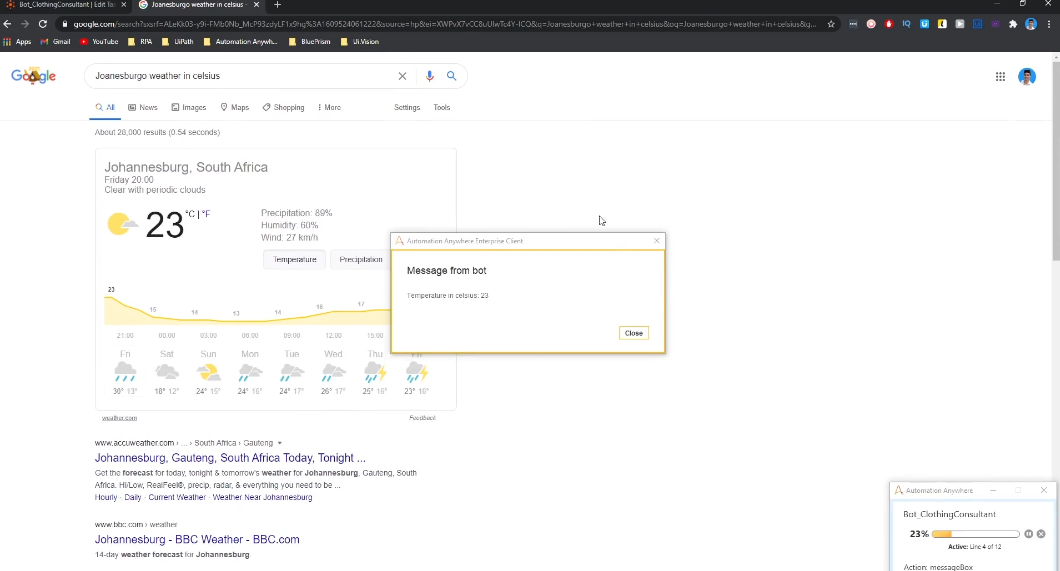 Bot_ClothingConsultant | Edit Ta
Joanesburgo weather in celsius -
google.com/search?sxsrf=ALeKk03-y9i-FMb0Nb_McP93zdyLF1x9hg%3A1609524061222&source=hp&ei=XWPvX7vCC8uUlwTc4Y-ICQ&q=Joanesburgo+weather+in+celsius&oq=Joanesburgo+weather+in+celsius&g...
Apps Gmail YouTube RPA UiPath Automation Anywh... BluePrism Ui.Vision
Google
Joanesburgo weather in celsius
All News Images Maps Shopping More Settings Tools
About 28,000 results (0.54 seconds)
Johannesburg, South Africa
Friday 20:00
Clear with periodic clouds
23 °C | °F
Precipitation: 89%
Humidity: 60%
Wind: 27 km/h
Temperature Precipitation
23 15 14 13 14 16 17
21:00 00:00 03:00 06:00 09:00 12:00 15:00
Fri Sat Sun Mon Tue Wed Thu Fri
30° 13° 18° 12° 24° 15° 24° 16° 24° 17° 26° 17° 25° 16° 23° 16°
weather.com Feedback
Automation Anywhere Enterprise Client
Message from bot
Temperature in celsius: 23
Close
www.accuweather.com › ... › South Africa › Gauteng
Johannesburg, Gauteng, South Africa Today, Tonight ...
Get the forecast for today, tonight & tomorrow's weather for Johannesburg, Gauteng, South
Africa. Hi/Low, RealFeel®, precip, radar, & everything you need to be ...
Hourly · Daily · Current Weather · Weather Near Johannesburg
www.bbc.com › weather
Johannesburg - BBC Weather - BBC.com
14-day weather forecast for Johannesburg.
Automation Anywhere
Bot_ClothingConsultant
23%
Active: Line 4 of 12
Action: messageBox